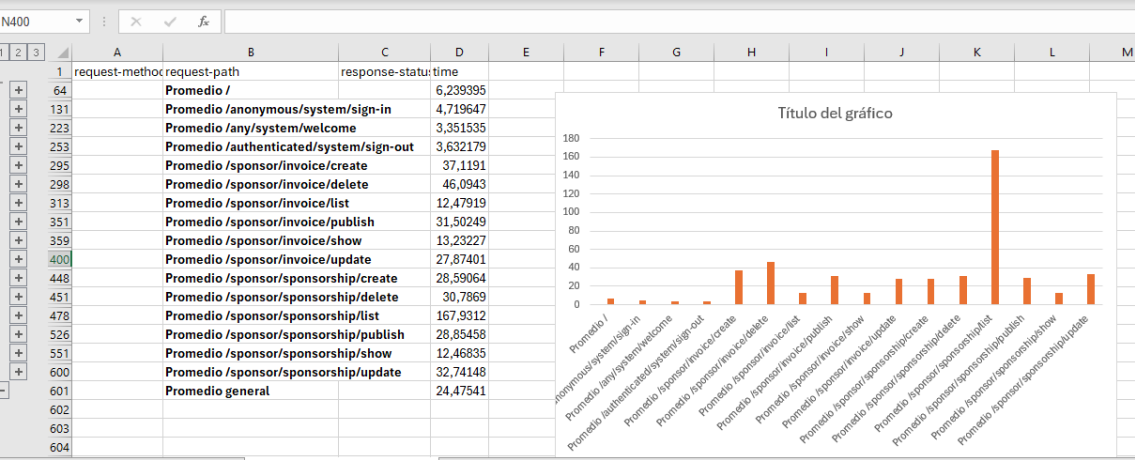 N400 fx
1 2 3 A B C D E F G H I J K L M
1 request-method request-path response-status time
64 Promedio / 6,239395
131 Promedio /anonymous/system/sign-in 4,719647
223 Promedio /any/system/welcome 3,351535
253 Promedio /authenticated/system/sign-out 3,632179
295 Promedio /sponsor/invoice/create 37,1191
298 Promedio /sponsor/invoice/delete 46,0943
313 Promedio /sponsor/invoice/list 12,47919
351 Promedio /sponsor/invoice/publish 31,50249
359 Promedio /sponsor/invoice/show 13,23227
400 Promedio /sponsor/invoice/update 27,87401
448 Promedio /sponsor/sponsorship/create 28,59064
451 Promedio /sponsor/sponsorship/delete 30,7869
478 Promedio /sponsor/sponsorship/list 167,9312
526 Promedio /sponsor/sponsorship/publish 28,85458
551 Promedio /sponsor/sponsorship/show 12,46835
600 Promedio /sponsor/sponsorship/update 32,74148
601 Promedio general 24,47541
602
603
604
Título del gráfico
180
160
140
120
100
80
60
40
20
0
Promedio /
nonymous/system/sign-in
Promedio /any/system/welcome
Promedio /authenticated/system/sign-out
Promedio /sponsor/invoice/create
Promedio /sponsor/invoice/delete
Promedio /sponsor/invoice/list
Promedio /sponsor/invoice/publish
Promedio /sponsor/invoice/show
Promedio /sponsor/invoice/update
Promedio /sponsor/sponsorship/create
Promedio /sponsor/sponsorship/delete
Promedio /sponsor/sponsorship/list
Promedio /sponsor/sponsorship/publish
Promedio /sponsor/sponsorship/show
Promedio /sponsor/sponsorship/update